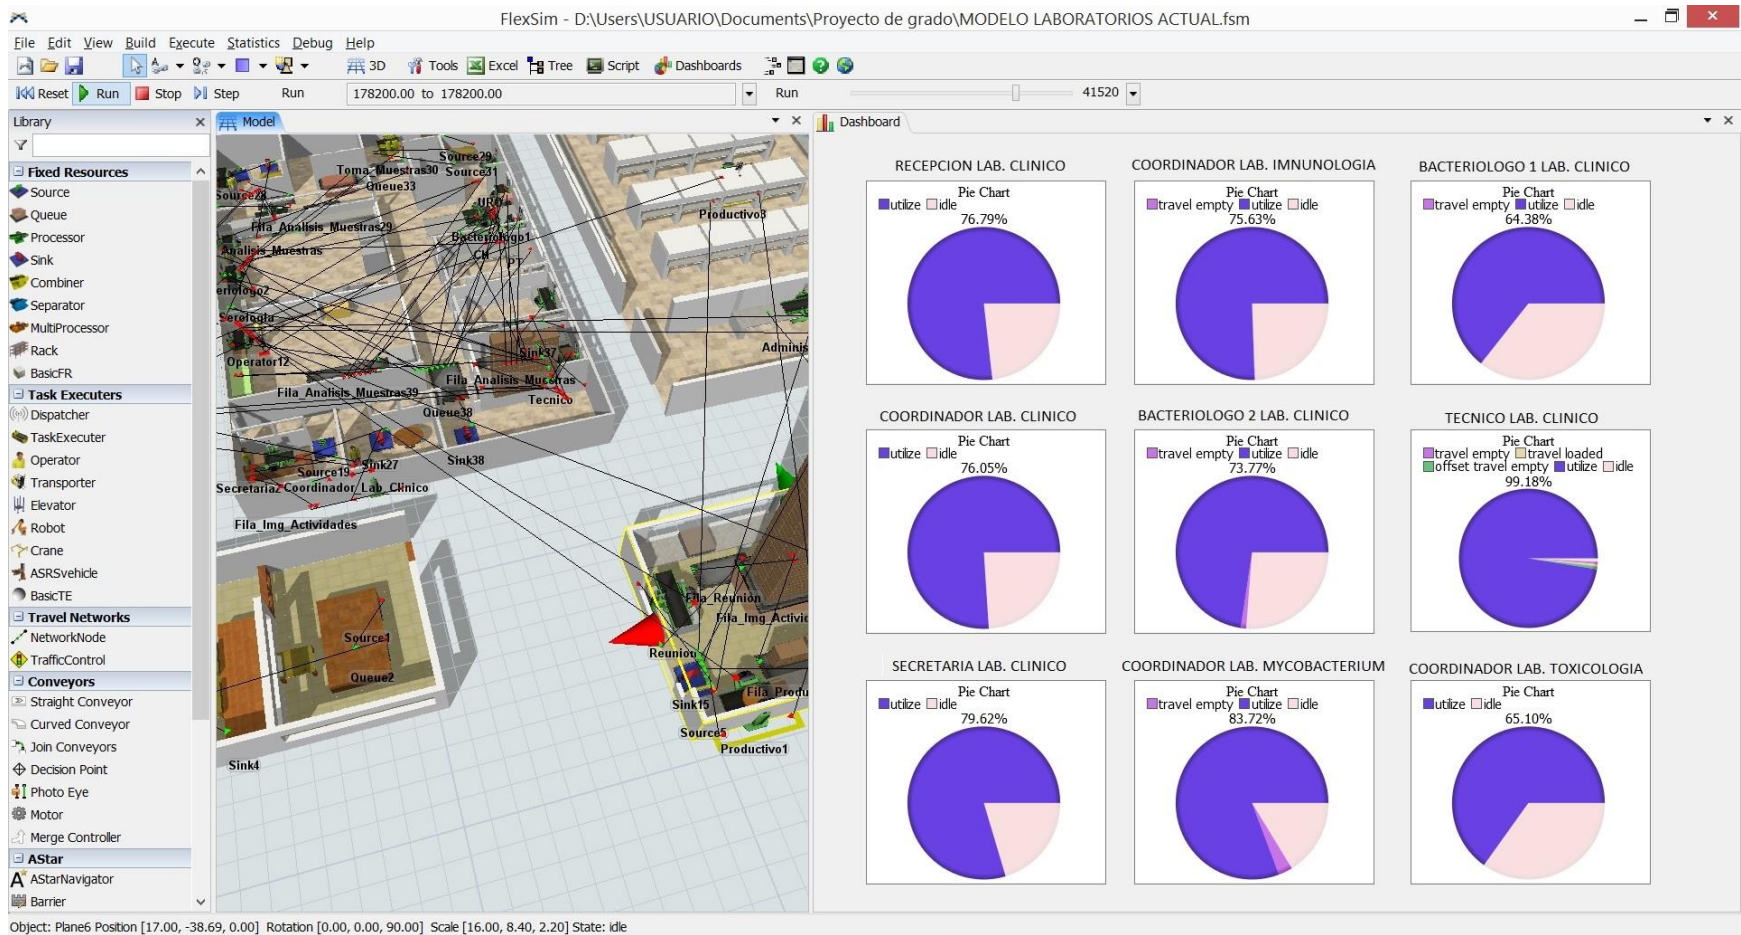 FlexSim - D:\Users\USUARIO\Documents\Proyecto de grado\MODELO LABORATORIOS ACTUAL.fsm
File Edit View Build Execute Statistics Debug Help
3D Tools Excel Tree Script Dashboards
Reset Run Stop Step Run 178200.00 to 178200.00 Run 41520
Library
Fixed Resources
Source
Queue
Processor
Sink
Combiner
Separator
MultiProcessor
Rack
BasicFR
Task Executers
Dispatcher
TaskExecuter
Operator
Transporter
Elevator
Robot
Crane
ASRSvehicle
BasicTE
Travel Networks
NetworkNode
TrafficControl
Conveyors
Straight Conveyor
Curved Conveyor
Join Conveyors
Decision Point
Photo Eye
Motor
Merge Controller
AStar
AStarNavigator
Barrier
Model
Source29
Toma_Muestras30 Source31
Queue33
Source28
URO
Productivo3
Fila_Analisis_Muestras29
Bacteriologo1
Analisis_Muestras
CH
PT
eriologo2
Serologia
Sink37
Adminis
Operator12
Fila_Analisis_Muestras
Fila_Analisis_Muestras39
Tecnico
Queue38
Source19 Sink27 Sink38
Secretaria2 Coordinador_Lab_Clinico
Fila_Img_Actividades
Fila_Reunion
Fila_Img_Activid
Source1
Reunion
Queue2
Fila_Produ
Sink15
Source5
Productivo1
Sink4
Dashboard
RECEPCION LAB. CLINICO
Pie Chart
utilize idle
76.79%
COORDINADOR LAB. IMNUNOLOGIA
Pie Chart
travel empty utilize idle
75.63%
BACTERIOLOGO 1 LAB. CLINICO
Pie Chart
travel empty utilize idle
64.38%
COORDINADOR LAB. CLINICO
Pie Chart
utilize idle
76.05%
BACTERIOLOGO 2 LAB. CLINICO
Pie Chart
travel empty utilize idle
73.77%
TECNICO LAB. CLINICO
Pie Chart
travel empty travel loaded
offset travel empty utilize idle
99.18%
SECRETARIA LAB. CLINICO
Pie Chart
utilize idle
79.62%
COORDINADOR LAB. MYCOBACTERIUM
Pie Chart
travel empty utilize idle
83.72%
COORDINADOR LAB. TOXICOLOGIA
Pie Chart
utilize idle
65.10%
Object: Plane6 Position [17.00, -38.69, 0.00] Rotation [0.00, 0.00, 90.00] Scale [16.00, 8.40, 2.20] State: idle